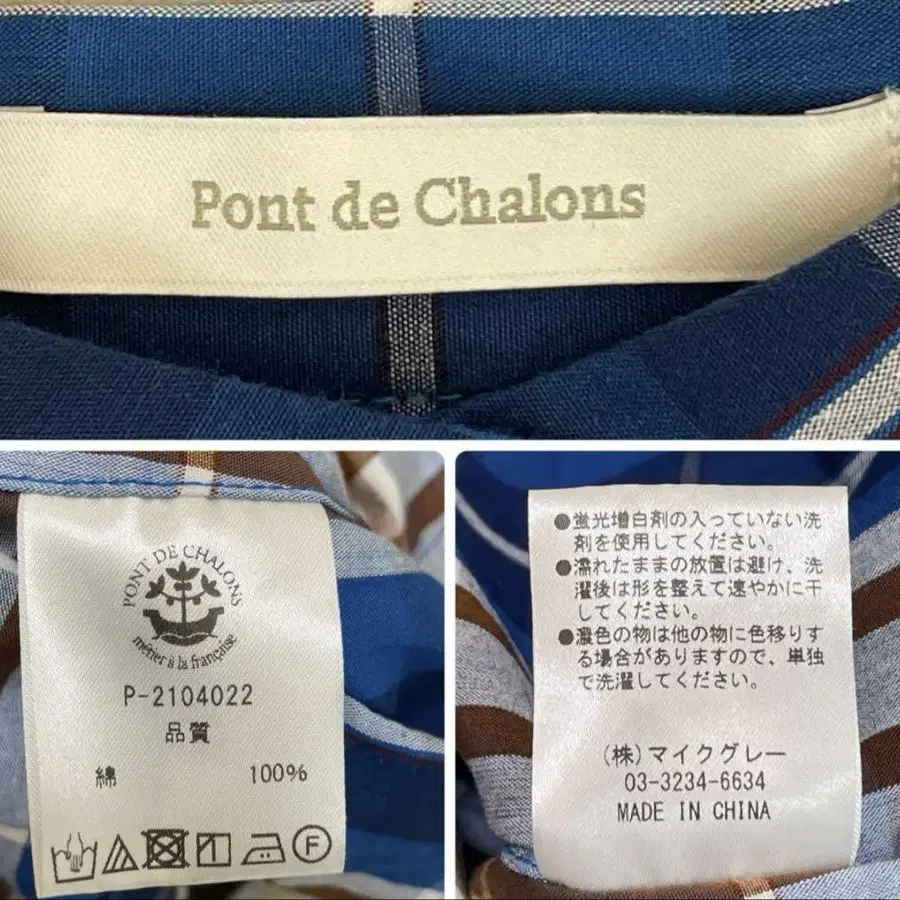 Pont de Chalons
PONT DE CHALONS
métier à la française
P-2104022
品質
綿 100%
F
●蛍光増白剤の入っていない洗
剤を使用してください。
●濡れたままの放置は避け、洗
濯後は形を整えて速やかに干
してください。
●濃色の物は他の物に色移りす
る場合がありますので、単独
で洗濯してください。
(株)マイクグレー
03-3234-6634
MADE IN CHINA